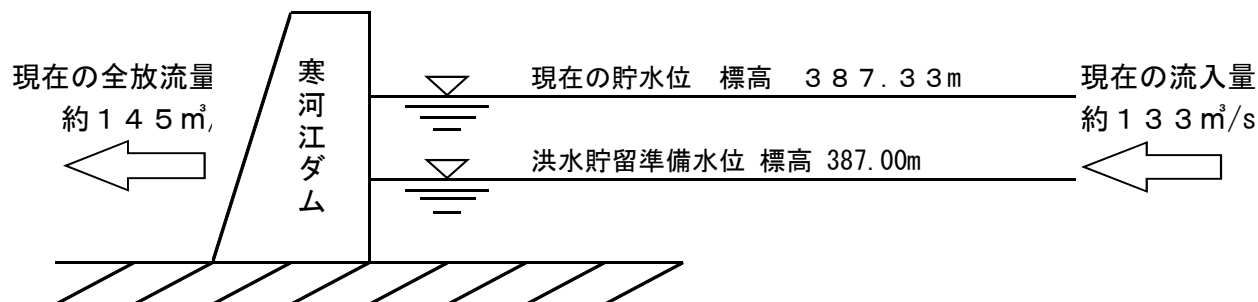 現在の全放流量
約１４５㎥/
寒河江ダム
現在の貯水位　標高　３８７.３３m
洪水貯留準備水位 標高 387.00m
現在の流入量
約１３３㎥/s